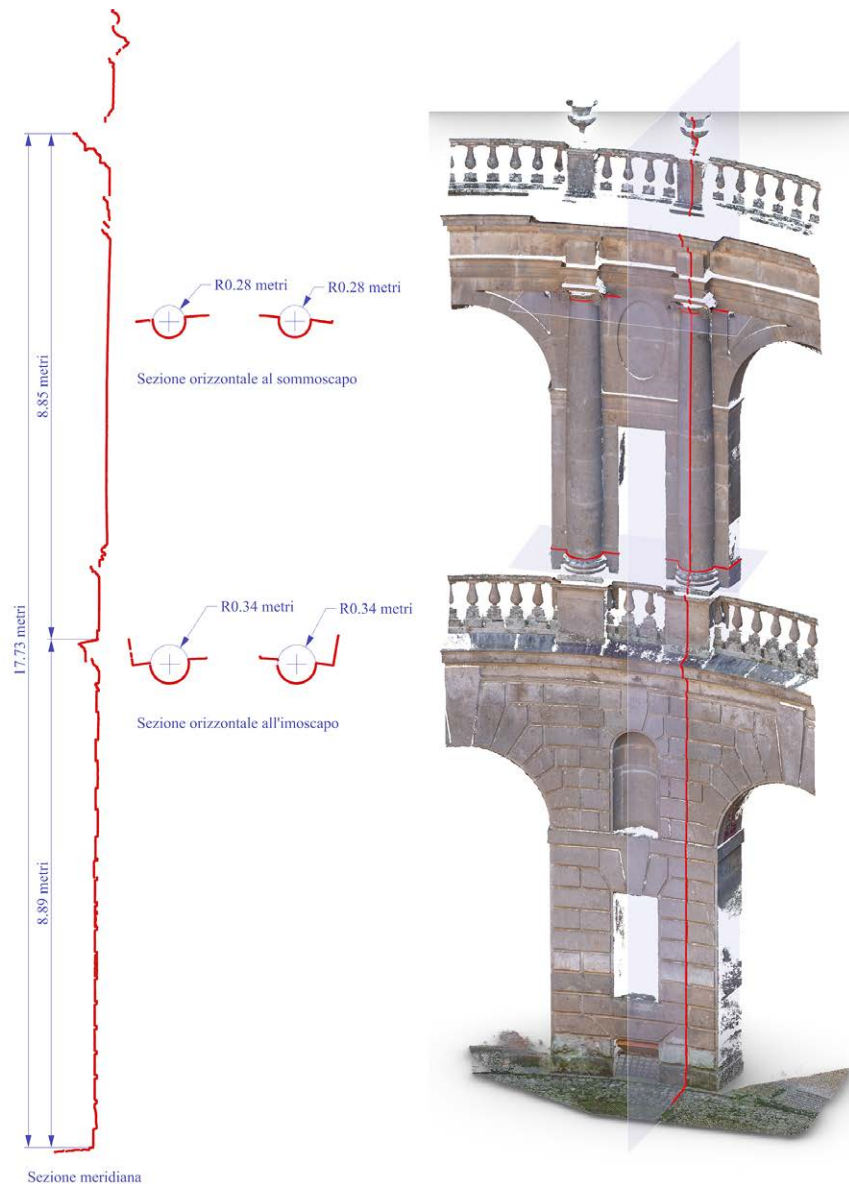 R0.28 metri
R0.28 metri
Sezione orizzontale al sommoscapo
8.85 metri
R0.34 metri
R0.34 metri
17.73 metri
Sezione orizzontale all'imoscapo
8.89 metri
Sezione meridiana